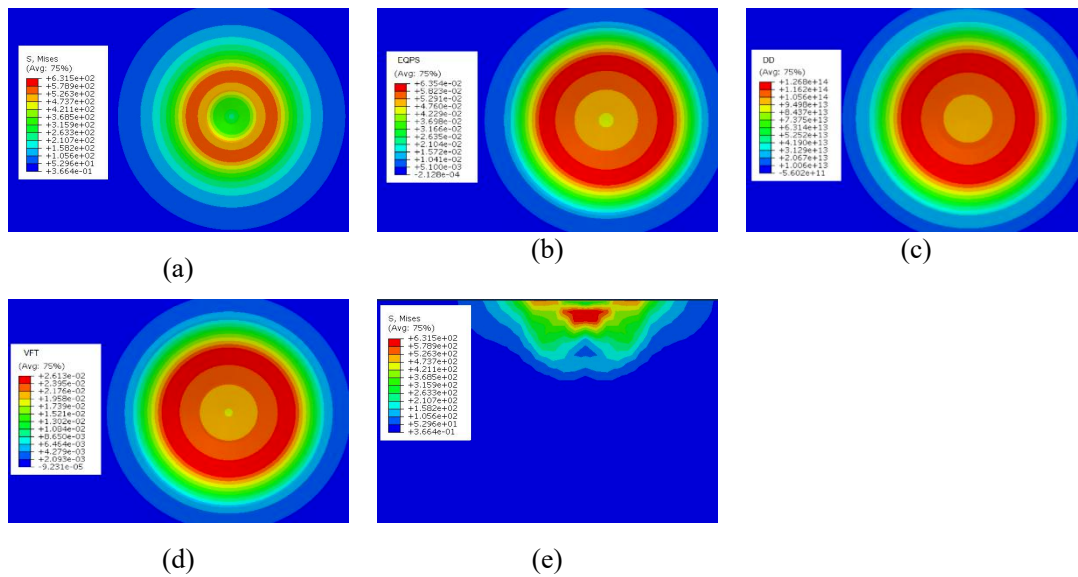 S, Mises
(Avg: 75%)
+6.315e+02
+5.789e+02
+5.263e+02
+4.737e+02
+4.211e+02
+3.685e+02
+3.159e+02
+2.633e+02
+2.107e+02
+1.582e+02
+1.056e+02
+5.296e+01
+3.664e-01
(a)
EQPS
(Avg: 75%)
+6.354e-02
+5.823e-02
+5.291e-02
+4.760e-02
+4.229e-02
+3.698e-02
+3.166e-02
+2.635e-02
+2.104e-02
+1.572e-02
+1.041e-02
+5.100e-03
-2.128e-04
(b)
DD
(Avg: 75%)
+1.268e+14
+1.162e+14
+1.056e+14
+9.498e+13
+8.437e+13
+7.375e+13
+6.314e+13
+5.252e+13
+4.190e+13
+3.129e+13
+2.067e+13
+1.006e+13
-5.602e+11
(c)
VFT
(Avg: 75%)
+2.613e-02
+2.395e-02
+2.176e-02
+1.958e-02
+1.739e-02
+1.521e-02
+1.302e-02
+1.084e-02
+8.650e-03
+6.464e-03
+4.279e-03
+2.093e-03
-9.231e-05
(d)
S, Mises
(Avg: 75%)
+6.315e+02
+5.789e+02
+5.263e+02
+4.737e+02
+4.211e+02
+3.685e+02
+3.159e+02
+2.633e+02
+2.107e+02
+1.582e+02
+1.056e+02
+5.296e+01
+3.664e-01
(e)